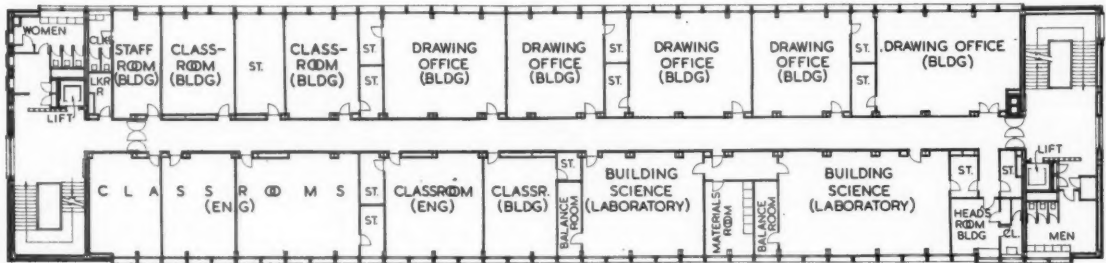 WOMEN
CLKS
LKR
R
LIFT
STAFF
ROOM
(BLDG)
CLASS-
ROOM
(BLDG)
ST.
CLASS-
ROOM
(BLDG)
ST.
ST.
DRAWING
OFFICE
(BLDG)
DRAWING
OFFICE
(BLDG)
ST.
ST.
DRAWING
OFFICE
(BLDG)
DRAWING
OFFICE
(BLDG)
ST.
ST.
DRAWING OFFICE
(BLDG)
CLASSROOMS
(ENG)
ST.
ST.
CLASSROOM
(ENG)
CLASSR.
(BLDG)
ST.
BALANCE
ROOM
BUILDING
SCIENCE
(LABORATORY)
MATERIALS
ROOM
BALANCE
ROOM
BUILDING
SCIENCE
(LABORATORY)
ST.
ST.
HEADS
ROOM
BLDG
CL.
LIFT
MEN